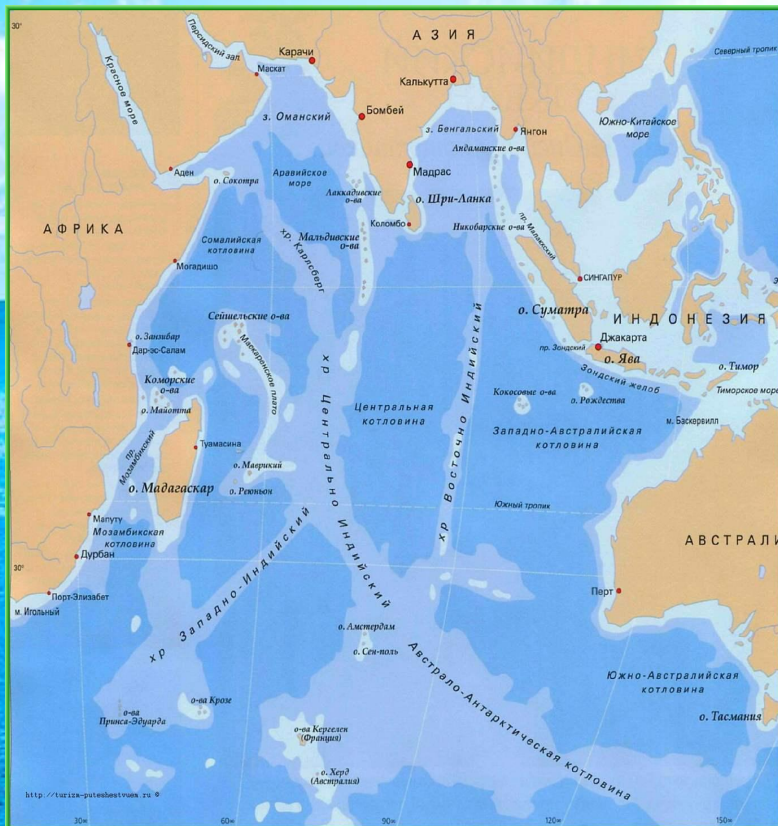 30°
Персидский зал
АЗИЯ
Северный тропик
Карачи
Маскат
Красное море
Калькутта
з. Оманский
Бомбей
з. Бенгальский
Янгон
Южно-Китайское
море
Андаманские о-ва
Аден
о. Сокотра
Аравийское
море
Мадрас
Лаккадивские
о-ва
о. Шри-Ланка
АФРИКА
Коломбо
Никобарские о-ва
пр. Малаккский
Сомалийская
котловина
хр. Карлсберг
Мальдивские
о-ва
Могадишо
СИНГАПУР
Сейшельские о-ва
о. Суматра
ИНДОНЕЗИЯ
о. Занзибар
Дар-эс-Салам
Маскаренское плато
Джакарта
пр. Зондский
о. Ява
Зондский желоб
о. Тимор
Тиморское море
Коморские
о-ва
о. Майотта
хр Центрально Индийский
Центральная
котловина
хр Восточно Индийский
Кокосовые о-ва
о. Рождества
м. Баскервилл
Западно-Австралийская
котловина
пр.
Мозамбикский
Туамасина
о. Маврикий
о. Мадагаскар
о. Реюньон
Южный тропик
Мапуту
Мозамбикская
котловина
Дурбан
АВСТРАЛИ
30°
Порт-Элизабет
Перт
м. Игольный
хр Западно-Индийский
о. Амстердам
о. Сен-поль
Австрало-Антарктическая котловина
Южно-Австралийская
котловина
о-ва
Принса-Эдуарда
о-ва Крозе
о. Тасмания
о-ва Кергелен
(Франция)
о. Херд
(Австралия)
http://turizm-puteshestvuem.ru ©